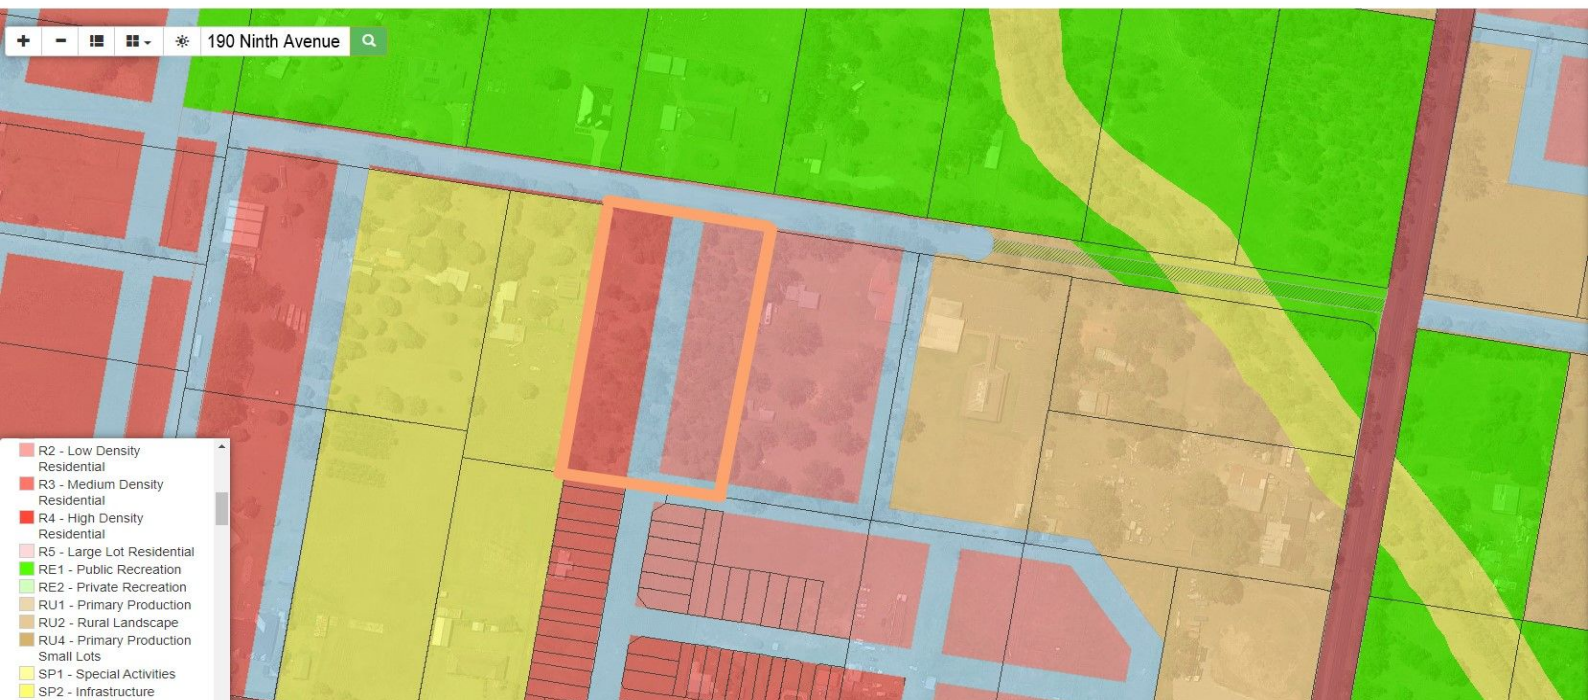 190 Ninth Avenue
R2 - Low Density
Residential
R3 - Medium Density
Residential
R4 - High Density
Residential
R5 - Large Lot Residential
RE1 - Public Recreation
RE2 - Private Recreation
RU1 - Primary Production
RU2 - Rural Landscape
RU4 - Primary Production
Small Lots
SP1 - Special Activities
SP2 - Infrastructure